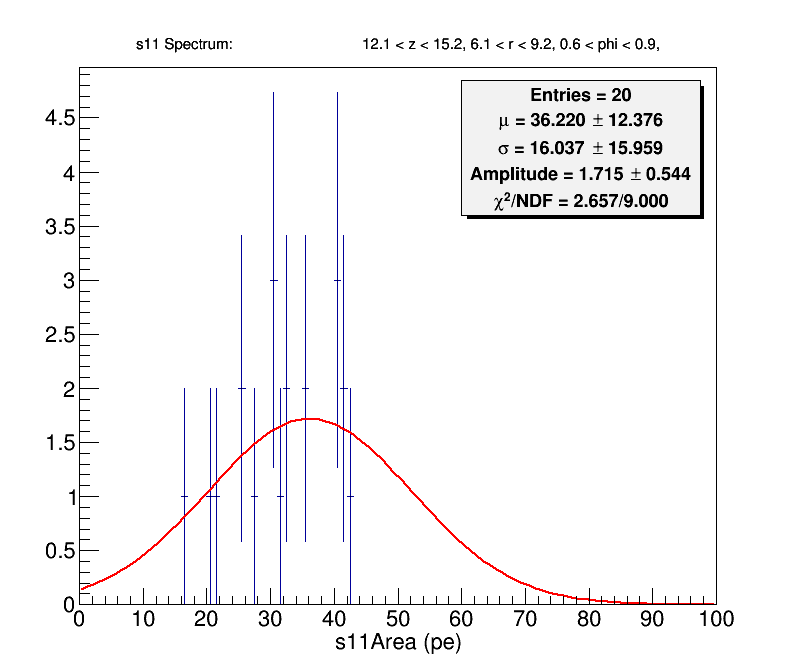 s11 Spectrum: 12.1 < z < 15.2, 6.1 < r < 9.2, 0.6 < phi < 0.9,
Entries = 20
μ = 36.220 ± 12.376
σ = 16.037 ± 15.959
Amplitude = 1.715 ± 0.544
χ²/NDF = 2.657/9.000
4.5
4
3.5
3
2.5
2
1.5
1
0.5
0
0 10 20 30 40 50 60 70 80 90 100
s11Area (pe)